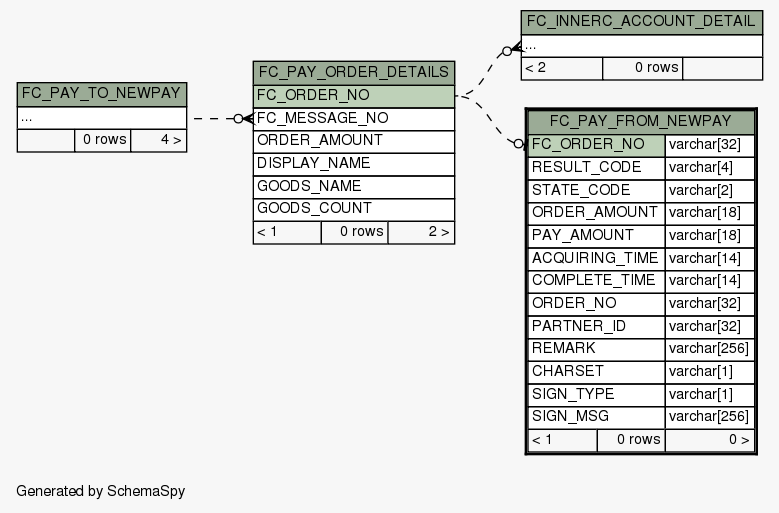 FC_INNERC_ACCOUNT_DETAIL
...
< 2 0 rows
FC_PAY_ORDER_DETAILS
FC_ORDER_NO
FC_MESSAGE_NO
ORDER_AMOUNT
DISPLAY_NAME
GOODS_NAME
GOODS_COUNT
< 1 0 rows 2 >
FC_PAY_TO_NEWPAY
...
0 rows 4 >
FC_PAY_FROM_NEWPAY
FC_ORDER_NO varchar[32]
RESULT_CODE varchar[4]
STATE_CODE varchar[2]
ORDER_AMOUNT varchar[18]
PAY_AMOUNT varchar[18]
ACQUIRING_TIME varchar[14]
COMPLETE_TIME varchar[14]
ORDER_NO varchar[32]
PARTNER_ID varchar[32]
REMARK varchar[256]
CHARSET varchar[1]
SIGN_TYPE varchar[1]
SIGN_MSG varchar[256]
< 1 0 rows 0 >
Generated by SchemaSpy